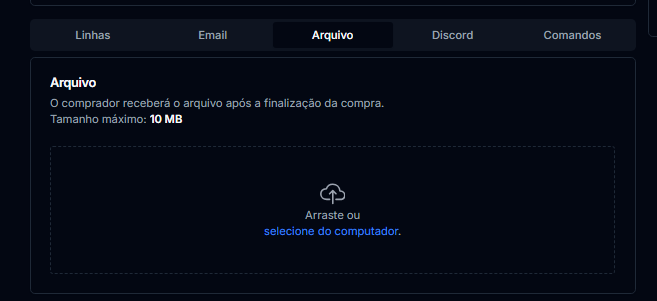 Linhas Email Arquivo Discord Comandos
Arquivo
O comprador receberá o arquivo após a finalização da compra.
Tamanho máximo: 10 MB
Arraste ou
selecione do computador.